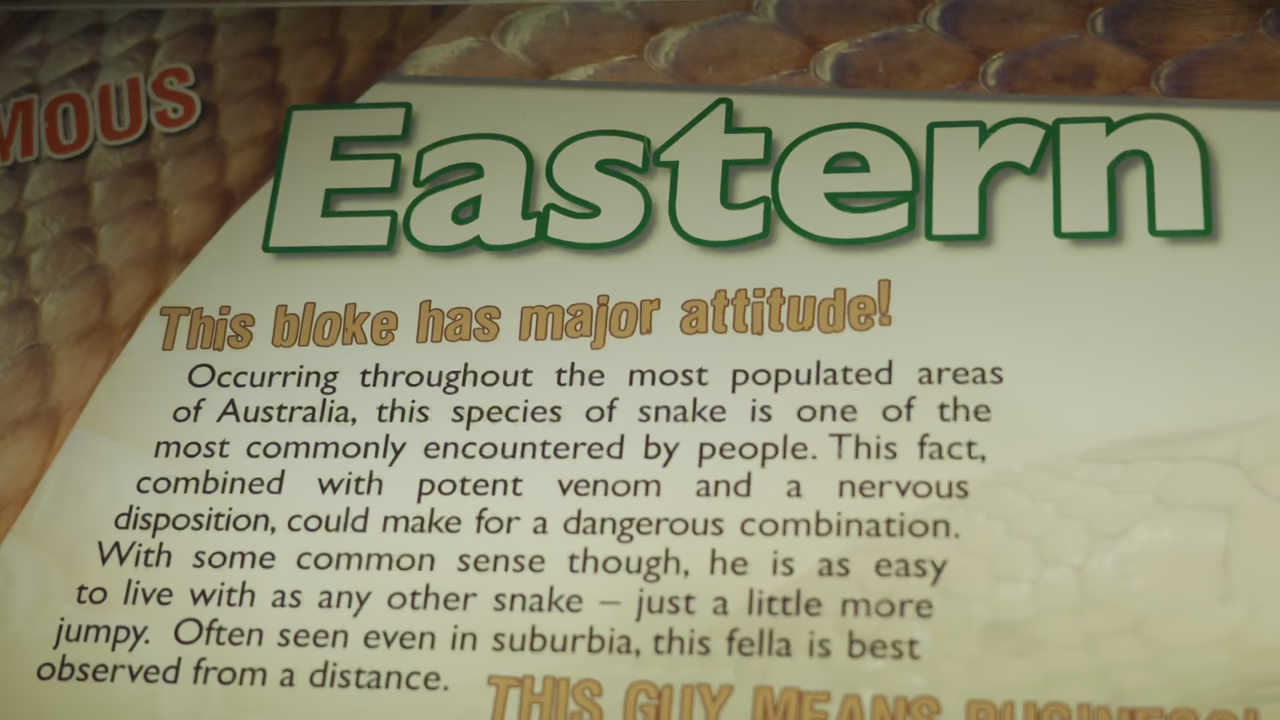 MOUS
Eastern
This bloke has major attitude!
Occurring throughout the most populated areas
of Australia, this species of snake is one of the
most commonly encountered by people. This fact,
combined with potent venom and a nervous
disposition, could make for a dangerous combination.
With some common sense though, he is as easy
to live with as any other snake – just a little more
jumpy. Often seen even in suburbia, this fella is best
observed from a distance.
THIS GUY MEANS BUSINESS!